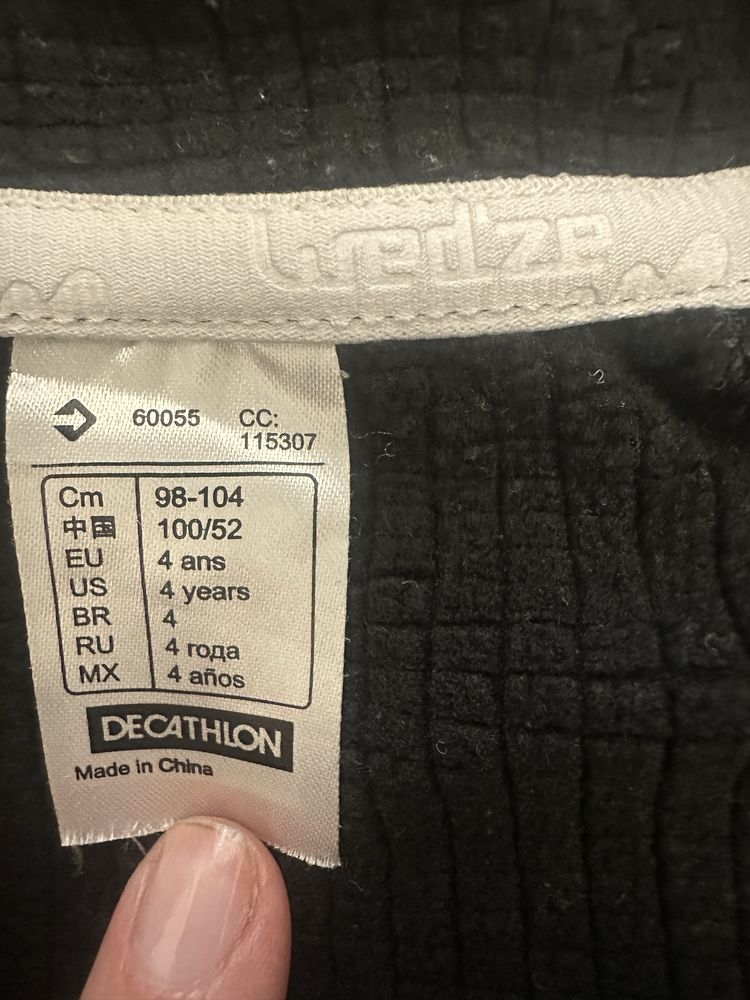 wed'ze
60055 CC:
115307
Cm 98-104
中国 100/52
EU 4 ans
US 4 years
BR 4
RU 4 года
MX 4 años
DECATHLON
Made in China